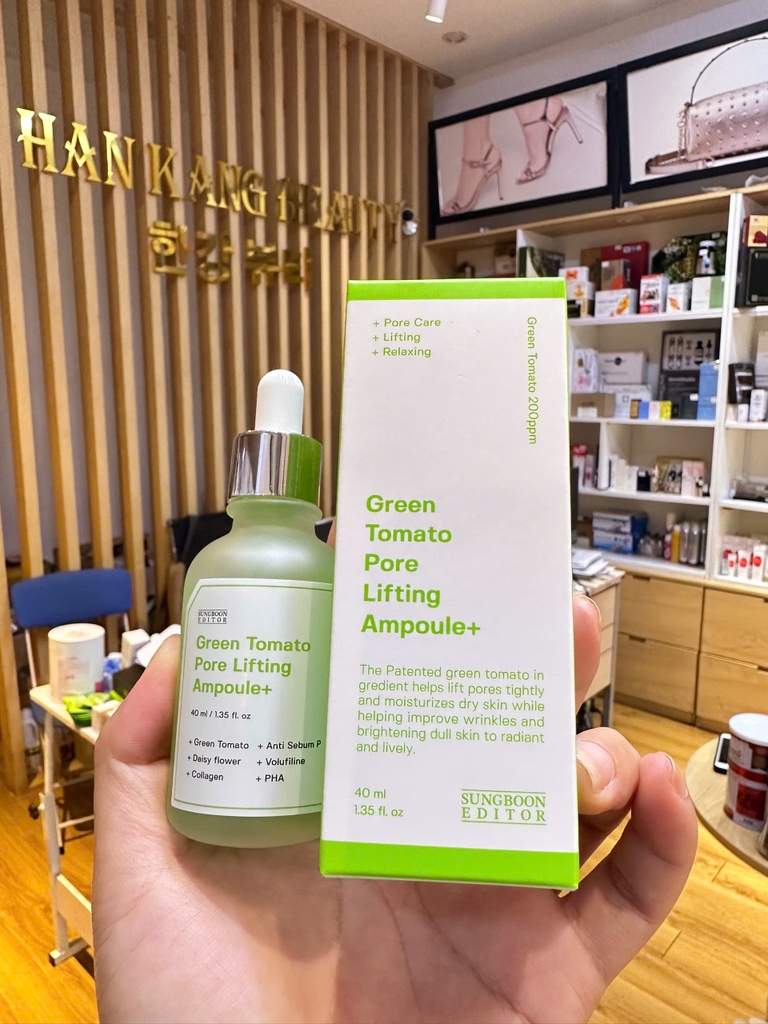 HAN KANG BEAUTY
한강뷰티
+ Pore Care
+ Lifting
+ Relaxing
Green Tomato 200ppm
Green
Tomato
Pore
Lifting
Ampoule+
The Patented green tomato in
gredient helps lift pores tightly
and moisturizes dry skin while
helping improve wrinkles and
brightening dull skin to radiant
and lively.
40 ml
1.35 fl. oz
SUNGBOON
EDITOR
SUNGBOON
EDITOR
Green Tomato
Pore Lifting
Ampoule+
40 ml / 1.35 fl. oz
+ Green Tomato + Anti Sebum P
+ Daisy flower + Volufiline
+ Collagen + PHA